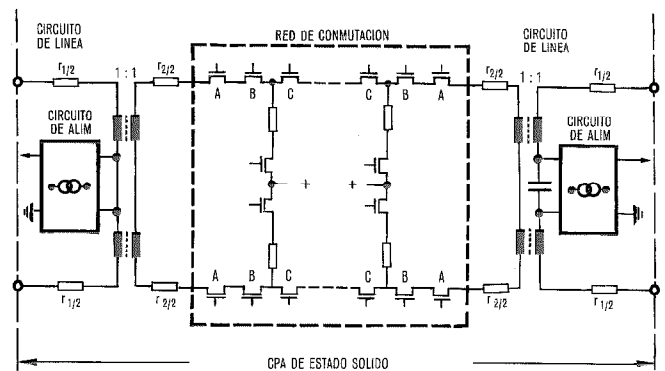 CIRCUITO
DE LINEA
RED DE CONMUTACION
CIRCUITO
DE LINEA
r1/2
1 : 1
r2/2
r2/2
1:1
r1/2
A B C
C B A
CIRCUITO
DE ALIM
CIRCUITO
DE ALIM
+ +
A B C
C B A
r1/2
r2/2
r2/2
r1/2
CPA DE ESTADO SOLIDO